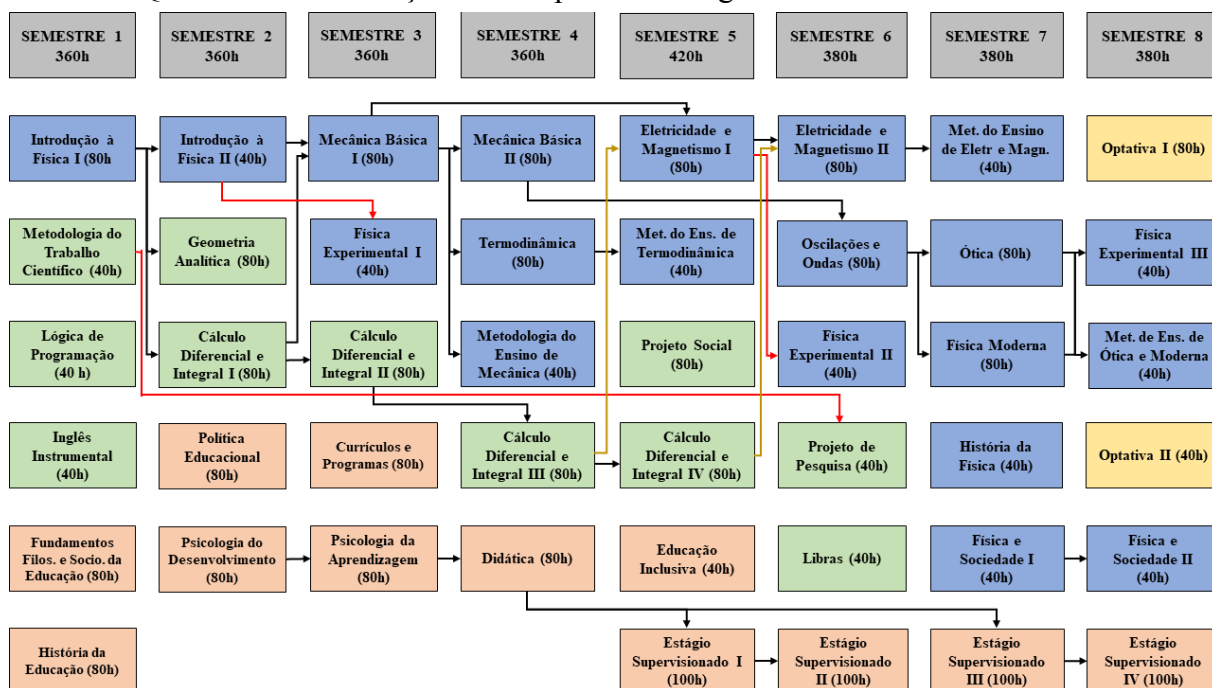 SEMESTRE 1
360h
SEMESTRE 2
360h
SEMESTRE 3
360h
SEMESTRE 4
360h
SEMESTRE 5
420h
SEMESTRE 6
380h
SEMESTRE 7
380h
SEMESTRE 8
380h
Introdução à
Física I (80h
Introdução à
Física II (40h)
Mecânica Básica
I (80h)
Mecânica Básica
II (80h)
Eletricidade e
Magnetismo I
(80h)
Eletricidade e
Magnetismo II
(80h)
Met. do Ensino
de Eletr e Magn.
(40h)
Optativa I (80h)
Metodologia do
Trabalho
Científico (40h)
Geometria
Analítica (80h)
Física
Experimental I
(40h)
Termodinâmica
(80h)
Met. do Ens. de
Termodinâmica
(40h)
Oscilações e
Ondas (80h)
Ótica (80h)
Física
Experimental III
(40h)
Lógica de
Programação
(40 h)
Cálculo
Diferencial e
Integral I (80h)
Cálculo
Diferencial e
Integral II (80h)
Metodologia do
Ensino de
Mecânica (40h)
Projeto Social
(80h)
Física
Experimental II
(40h)
Física Moderna
(80h)
Met. de Ens. de
Ótica e Moderna
(40h)
Inglês
Instrumental
(40h)
Política
Educacional
(80h)
Currículos e
Programas (80h)
Cálculo
Diferencial e
Integral III (80h)
Cálculo
Diferencial e
Integral IV (80h)
Projeto de
Pesquisa (40h)
História da
Física (40h)
Optativa II (40h)
Fundamentos
Filos. e Socio. da
Educação (80h)
Psicologia do
Desenvolvimento
(80h)
Psicologia da
Aprendizagem
(80h)
Didática (80h)
Educação
Inclusiva (40h)
Libras (40h)
Física e
Sociedade I
(40h)
Física e
Sociedade II
(40h)
História da
Educação (80h)
Estágio
Supervisionado I
(100h)
Estágio
Supervisionado
II (100h)
Estágio
Supervisionado
III (100h)
Estágio
Supervisionado
IV (100h)